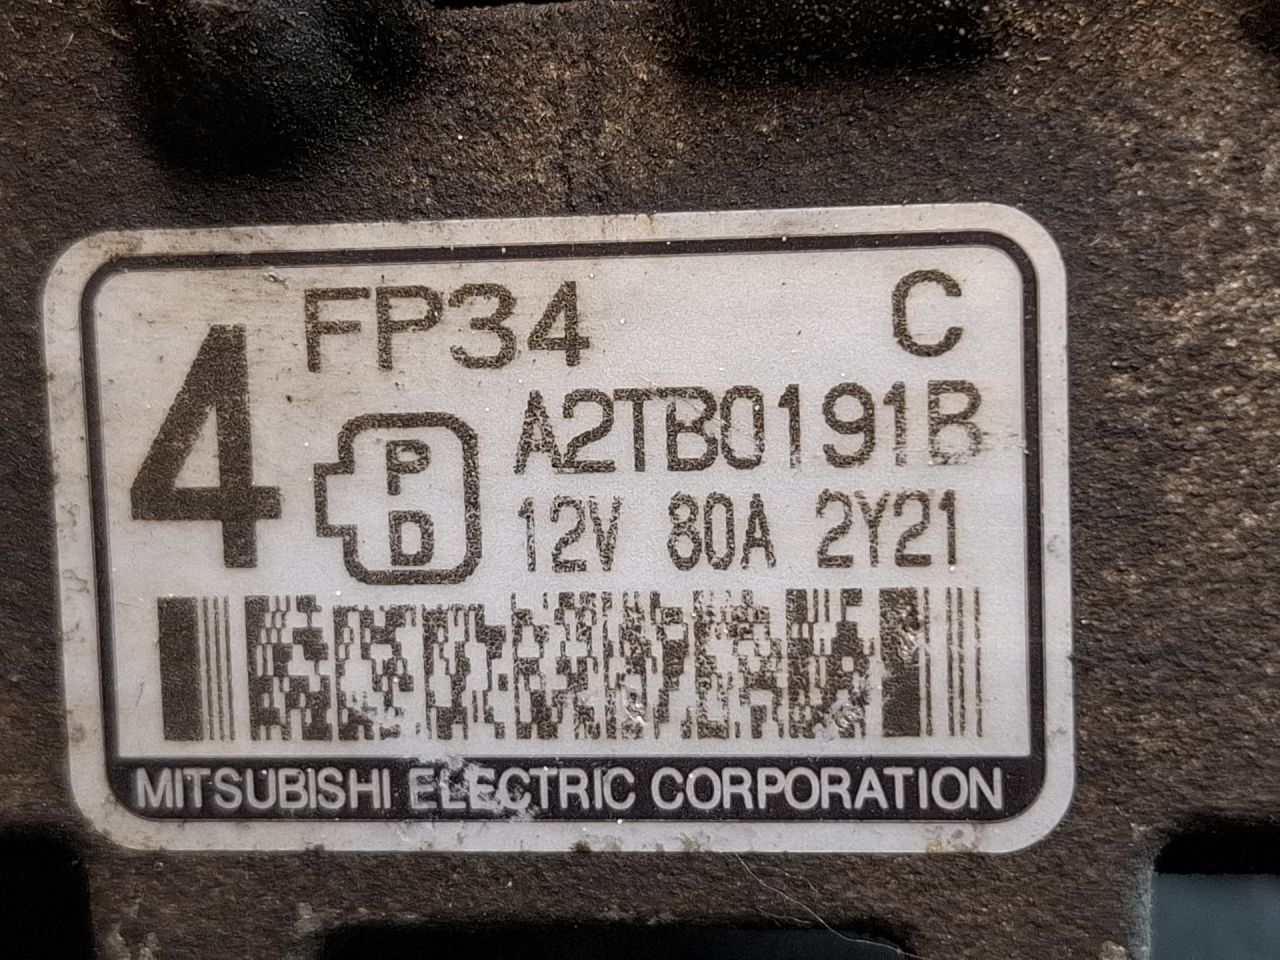 4 FP34 C
A2TB0191B
P
D
12V 80A 2Y21
MITSUBISHI ELECTRIC CORPORATION